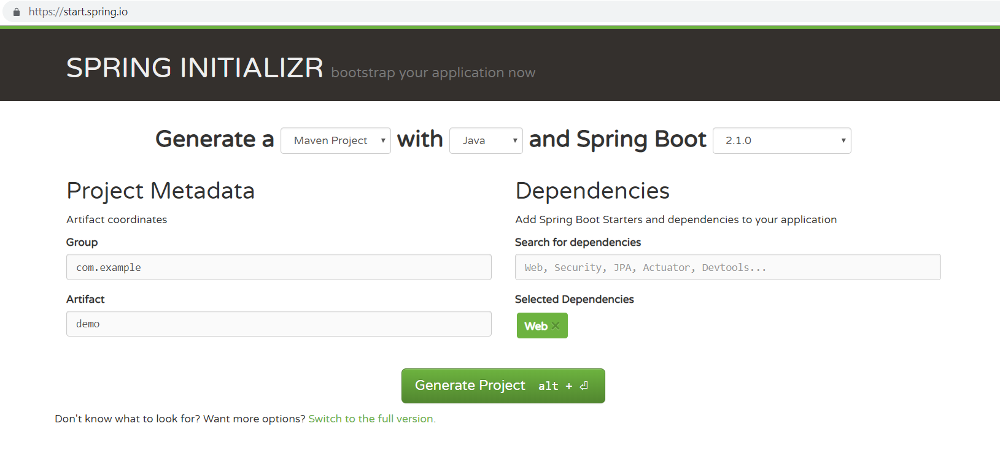 https://start.spring.io
SPRING INITIALIZR bootstrap your application now
Generate a Maven Project with Java and Spring Boot 2.1.0
Project Metadata
Artifact coordinates
Group
com.example
Artifact
demo
Dependencies
Add Spring Boot Starters and dependencies to your application
Search for dependencies
Web, Security, JPA, Actuator, Devtools...
Selected Dependencies
Web ×
Generate Project alt + ⏎
Don't know what to look for? Want more options? Switch to the full version.